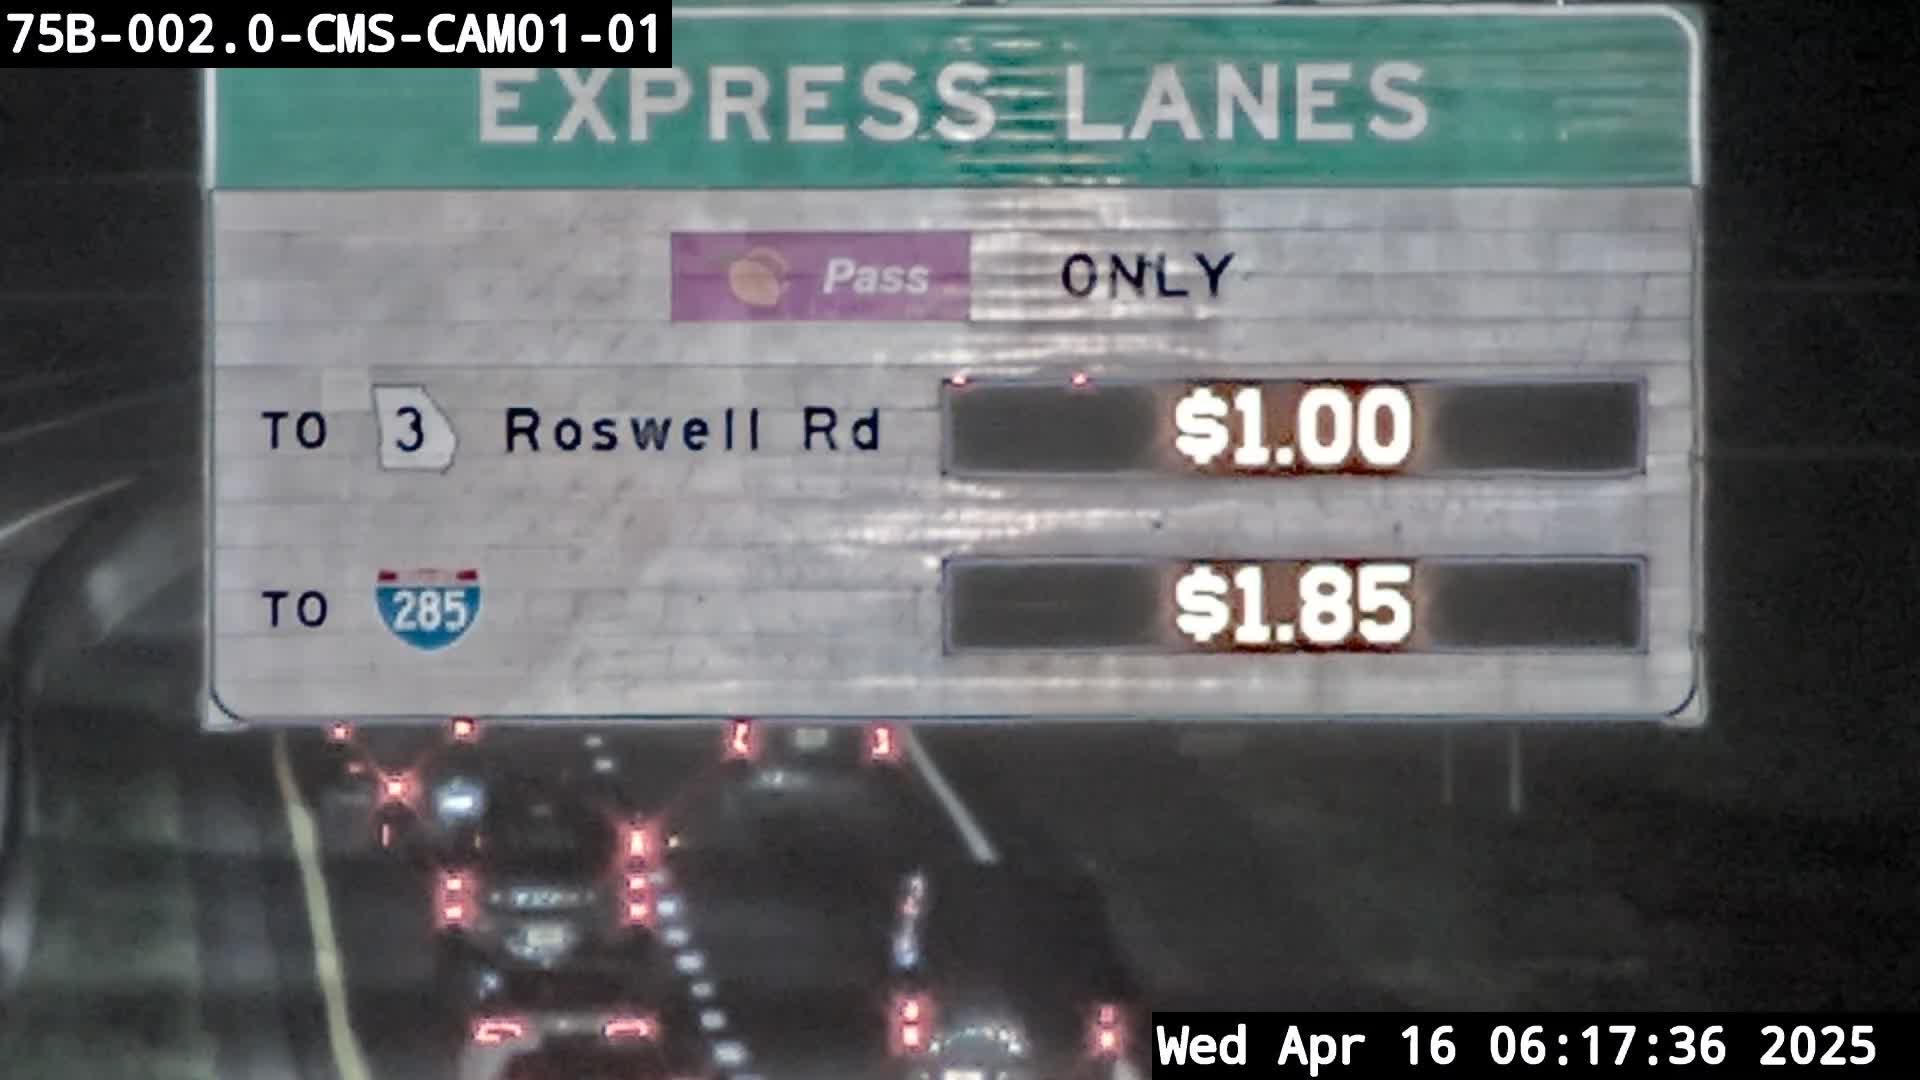 75B-002.0-CMS-CAM01-01
EXPRESS LANES
Pass ONLY
TO 3 Roswell Rd $1.00
TO 285 $1.85
Wed Apr 16 06:17:36 2025